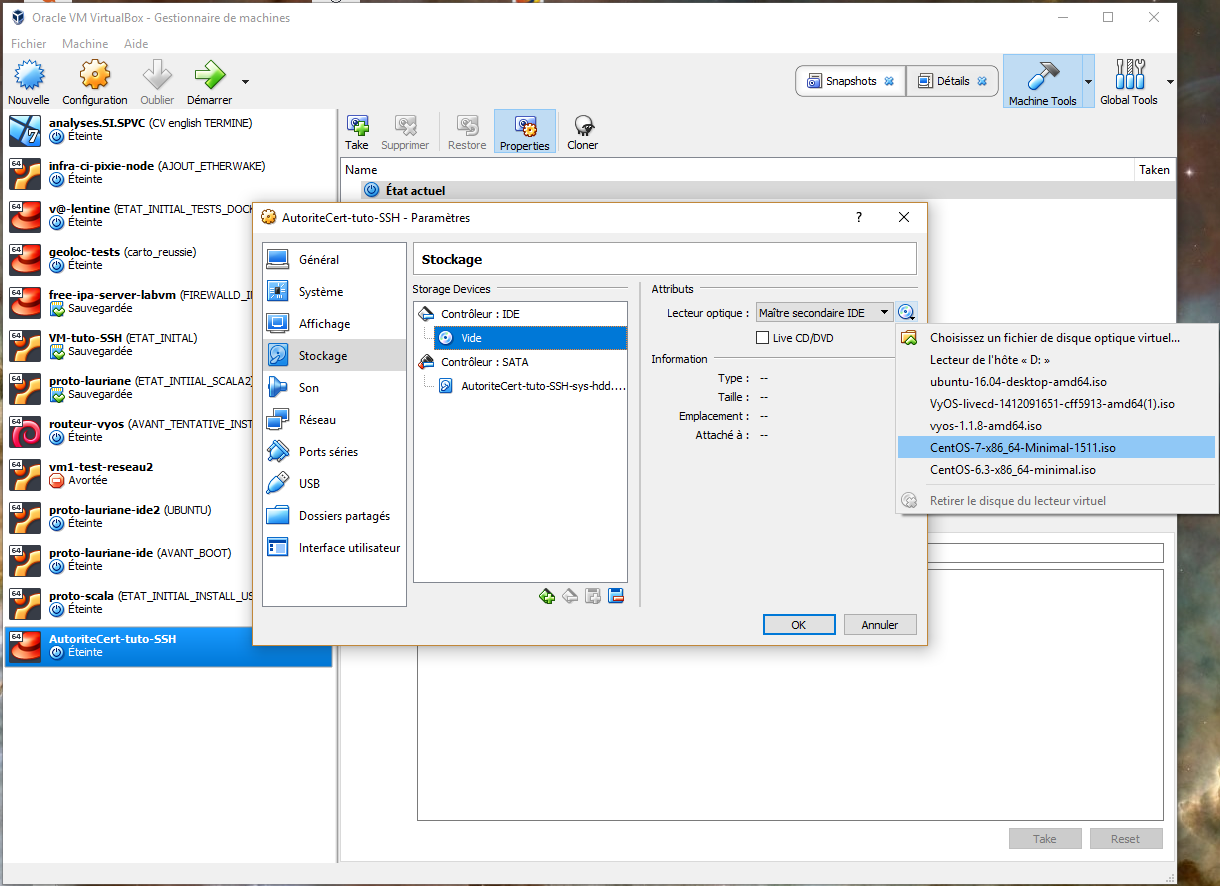 Oracle VM VirtualBox - Gestionnaire de machines
Fichier Machine Aide
Nouvelle Configuration Oublier Démarrer
Snapshots Détails Machine Tools Global Tools
analyses.SI.SPVC (CV english TERMINE)
Éteinte
infra-ci-pixie-node (AJOUT_ETHERWAKE)
Éteinte
v@-lentine (ETAT_INITIAL_TESTS_DOCK
Éteinte
geoloc-tests (carto_reussie)
Éteinte
free-ipa-server-labvm (FIREWALLD_I
Sauvegardée
VM-tuto-SSH (ETAT_INITAL)
Sauvegardée
proto-lauriane (ETAT_INTIIAL_SCALA2
Sauvegardée
routeur-vyos (AVANT_TENTATIVE_INST
Éteinte
vm1-test-reseau2
Avortée
proto-lauriane-ide2 (UBUNTU)
Éteinte
proto-lauriane-ide (AVANT_BOOT)
Éteinte
proto-scala (ETAT_INITIAL_INSTALL_US
Éteinte
AutoriteCert-tuto-SSH
Éteinte
Take Supprimer Restore Properties Cloner
Name Taken
État actuel
AutoriteCert-tuto-SSH - Paramètres ?
Général
Système
Affichage
Stockage
Son
Réseau
Ports séries
USB
Dossiers partagés
Interface utilisateur
Stockage
Storage Devices
Contrôleur : IDE
Vide
Contrôleur : SATA
AutoriteCert-tuto-SSH-sys-hdd....
Attributs
Lecteur optique : Maître secondaire IDE
Live CD/DVD
Information
Type : --
Taille : --
Emplacement : --
Attaché à : --
OK Annuler
Choisissez un fichier de disque optique virtuel...
Lecteur de l'hôte « D: »
ubuntu-16.04-desktop-amd64.iso
VyOS-livecd-1412091651-cff5913-amd64(1).iso
vyos-1.1.8-amd64.iso
CentOS-7-x86_64-Minimal-1511.iso
CentOS-6.3-x86_64-minimal.iso
Retirer le disque du lecteur virtuel
Take Reset